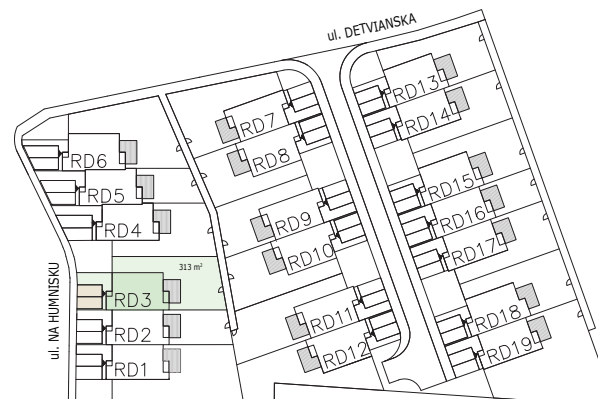 ul. DETVIANSKA
RD13
RD7
RD14
RD8
RD6
RD5
RD15
RD4
RD9
RD16
RD10
RD17
313 m²
ul. NA HUMNISKU
RD3
RD11
RD18
RD2
RD12
RD19
RD1